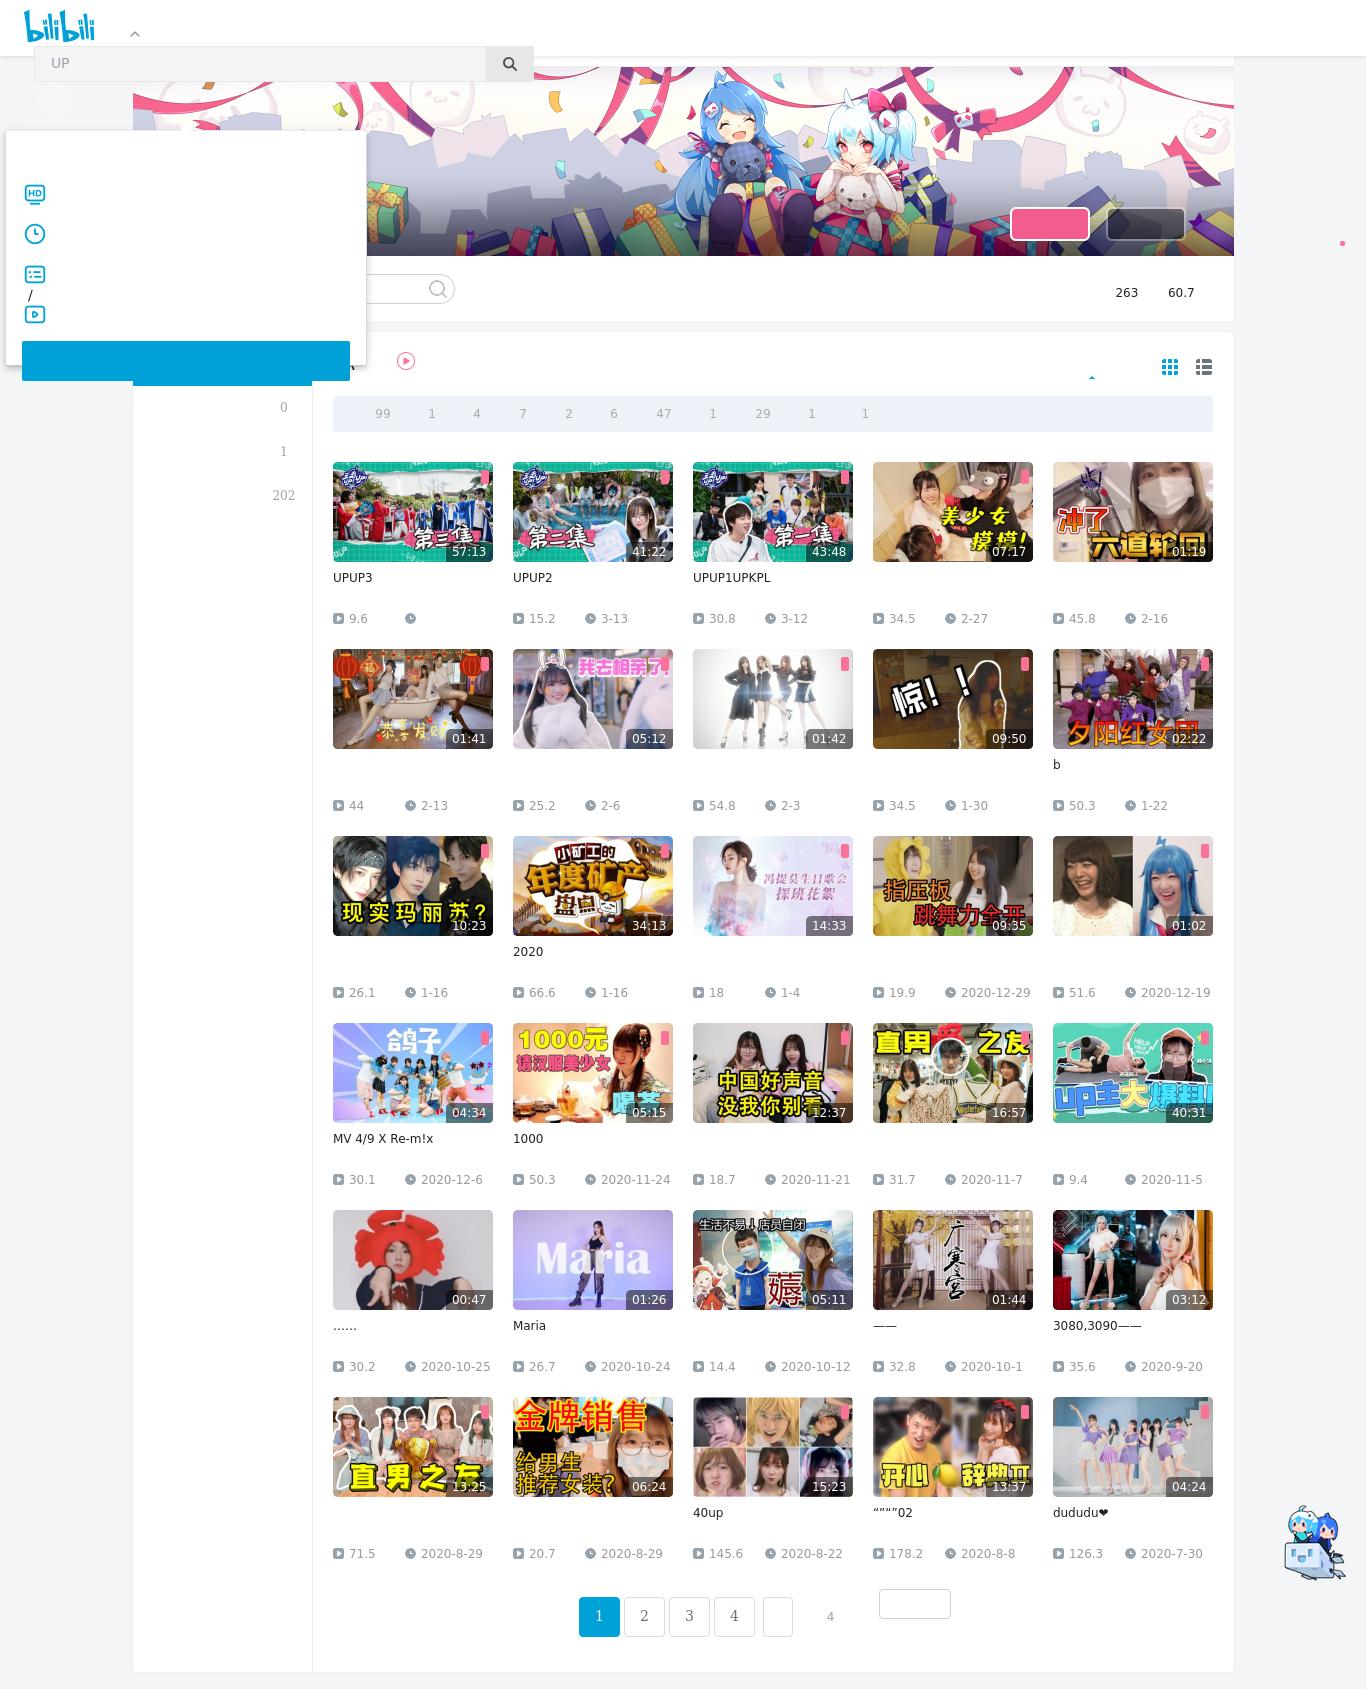 bilibili
UP
HD
/
263 60.7
99 1 4 7 2 6 47 1 29 1 1
0
1
202
第三集 57:13
第二集 41:22
第一集 43:48
美少女摸摸! 07:17
冲了 六道轮回 01:19
UPUP3
UPUP2
UPUP1UPKPL
9.6
15.2 3-13
30.8 3-12
34.5 2-27
45.8 2-16
恭喜发财 01:41
我去相亲了 05:12
01:42
惊!! 09:50
夕阳红女团 02:22
b
44 2-13
25.2 2-6
54.8 2-3
34.5 1-30
50.3 1-22
现实玛丽苏? 10:23
小矿工的年度矿产盘点 34:13
冯提莫生日歌会 探班花絮 14:33
指压板 跳舞力全开 09:35
01:02
2020
26.1 1-16
66.6 1-16
18 1-4
19.9 2020-12-29
51.6 2020-12-19
鸽子 04:34
1000元 请汉服美少女 喝茶 05:15
中国好声音 没我你别看 12:37
直男之友 16:57
up主大爆料! 40:31
MV 4/9 X Re-m!x
1000
30.1 2020-12-6
50.3 2020-11-24
18.7 2020-11-21
31.7 2020-11-7
9.4 2020-11-5
00:47
Maria 01:26
生活不易↓店员自闭 薅 05:11
广寒宫 01:44
03:12
……
Maria
——
3080,3090——
30.2 2020-10-25
26.7 2020-10-24
14.4 2020-10-12
32.8 2020-10-1
35.6 2020-9-20
直男之友 13:25
金牌销售 给男生推荐女装? 06:24
15:23
开心 辞典II 13:37
04:24
40up
“”“”02
dududu❤
71.5 2020-8-29
20.7 2020-8-29
145.6 2020-8-22
178.2 2020-8-8
126.3 2020-7-30
1 2 3 4 4